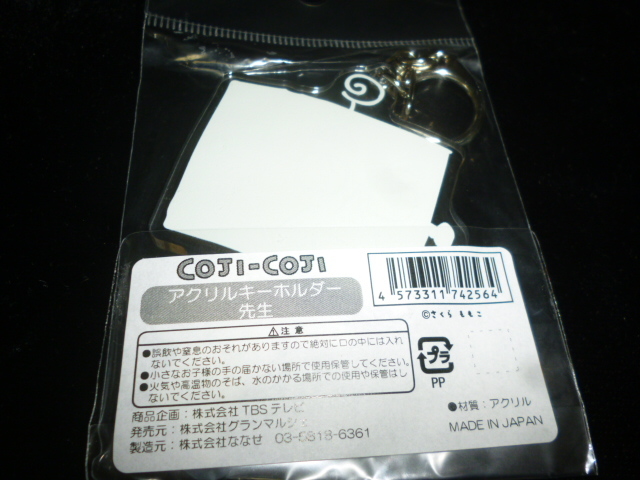 COJI-COJI
アクリルキーホルダー
先生
4 573311 742564
©さくらももこ
⚠注意
●誤飲や窒息のおそれがありますので絶対に口の中には入れ
ないでください。
●小さなお子様の手の届かない場所で使用保管してください。
●火気や高温物のそば、水のかかる場所での使用や保管はし
ないでください。
プラ
PP
商品企画：株式会社TBSテレビ
発売元：株式会社グランマルシェ
製造元：株式会社ななせ 03-5818-6361
●材質：アクリル
MADE IN JAPAN